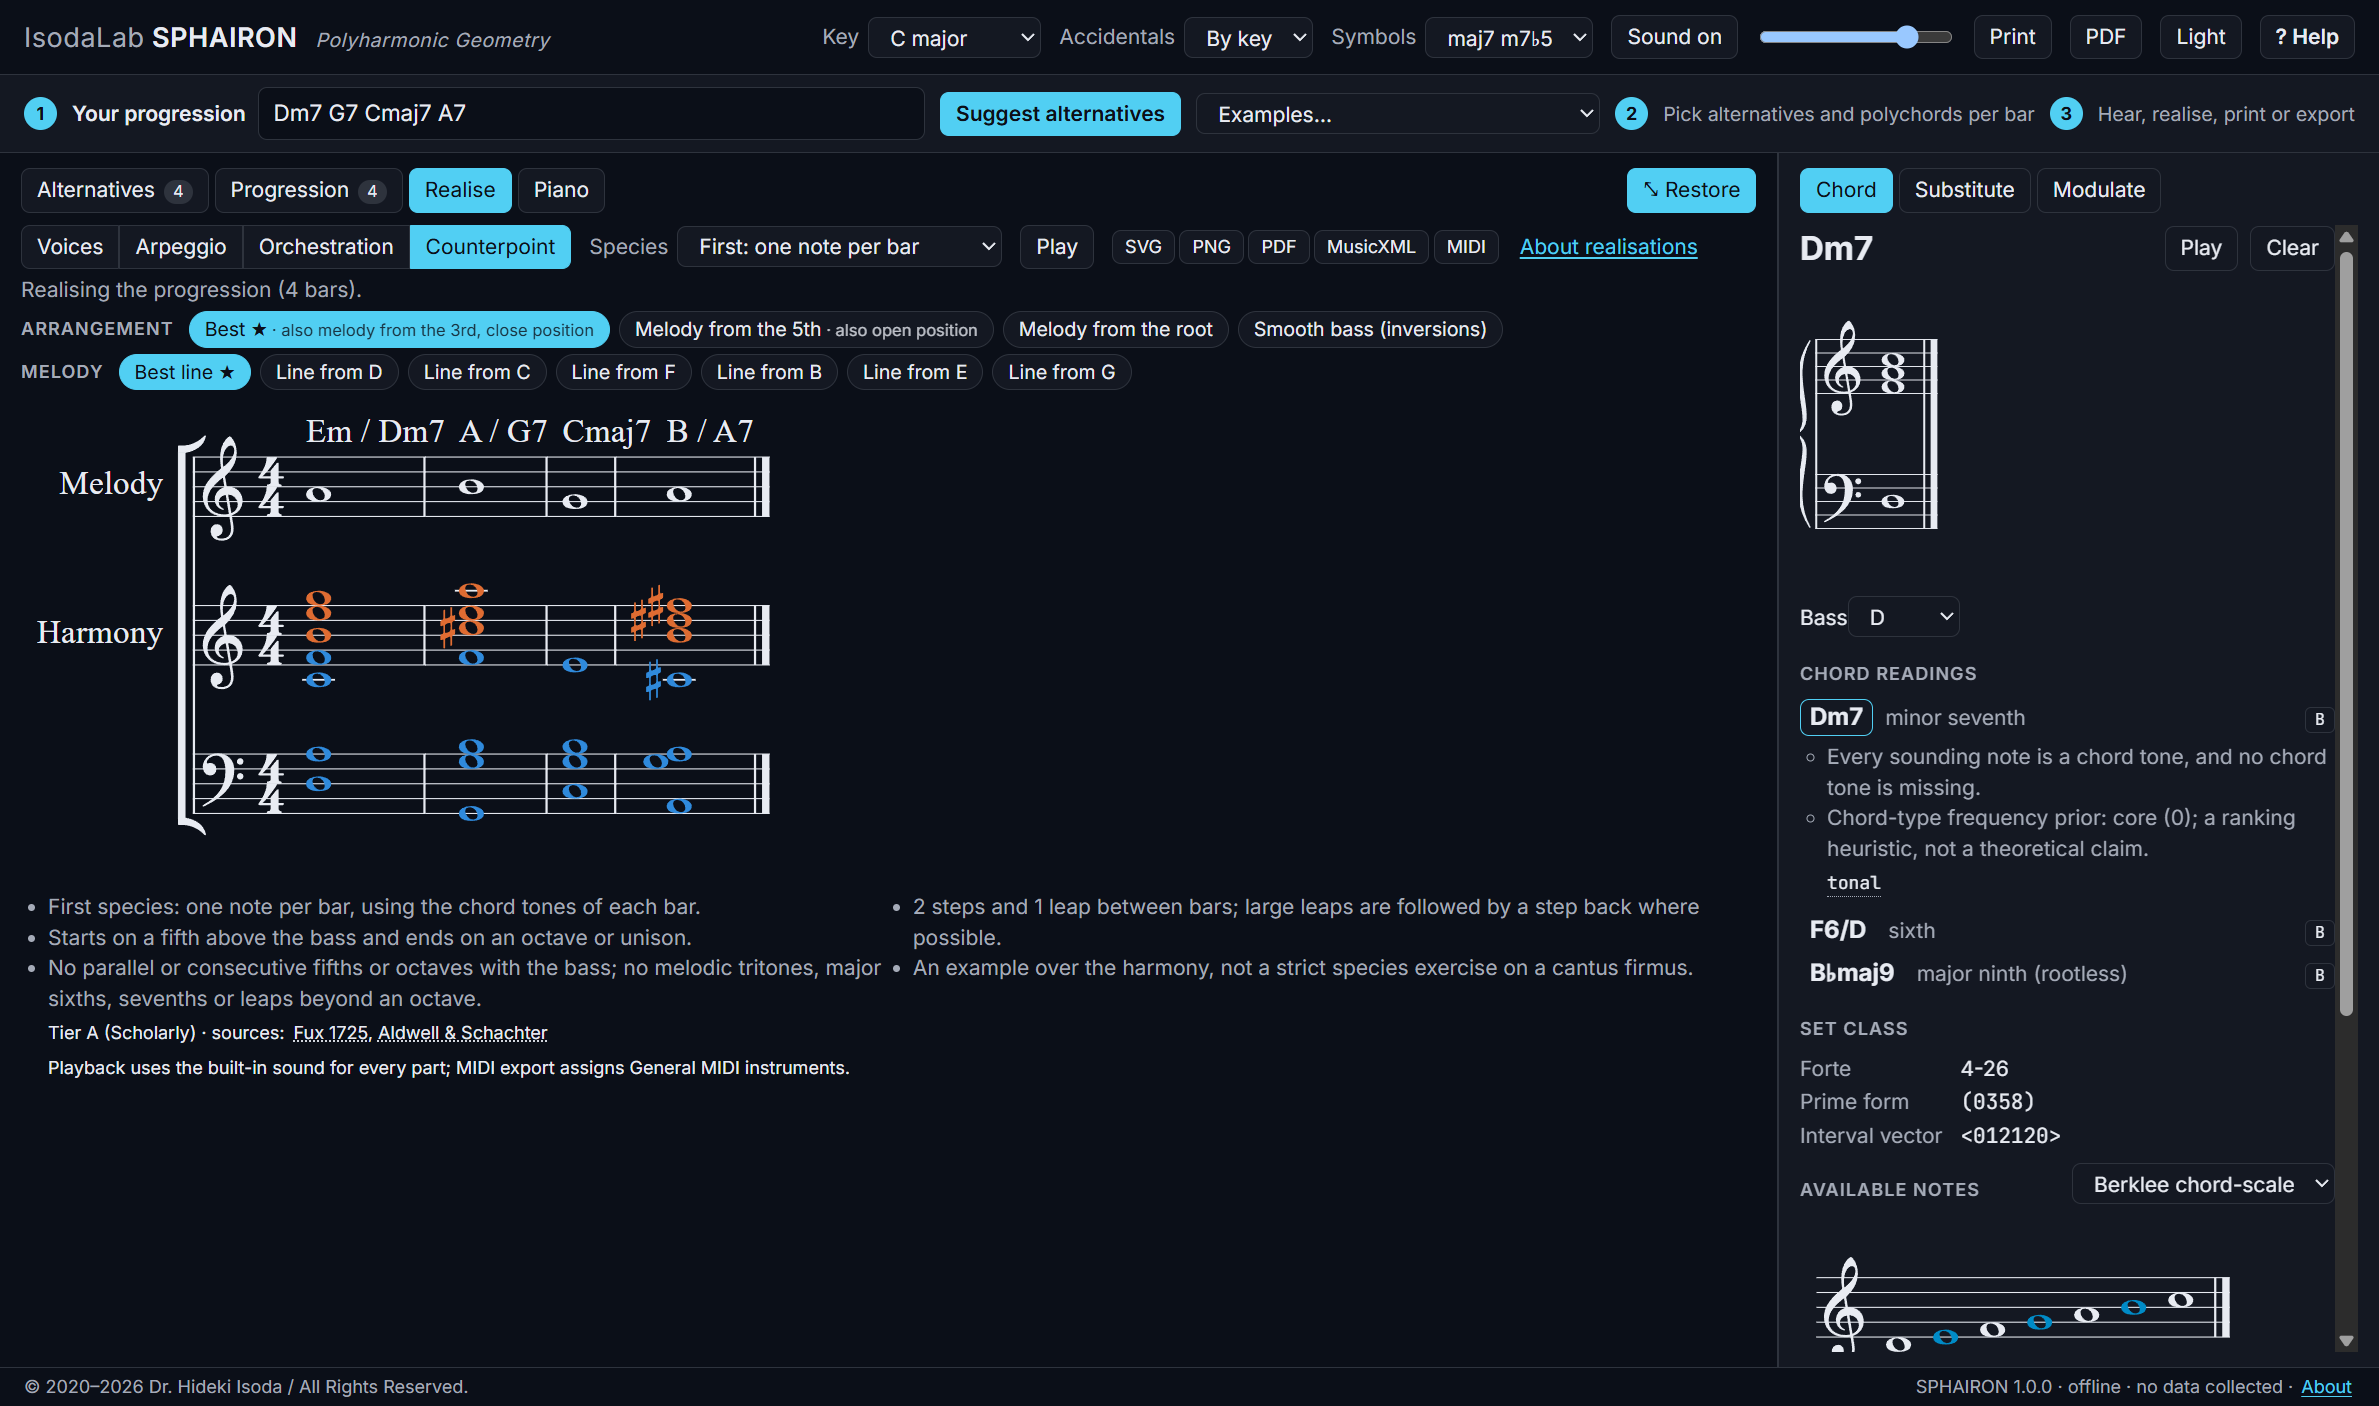 IsodaLab SPHAIRON Polyharmonic Geometry Key C major Accidentals By key Symbols maj7 m7♭5 Sound on Print PDF Light ? Help
1 Your progression Dm7 G7 Cmaj7 A7 Suggest alternatives Examples... 2 Pick alternatives and polychords per bar 3 Hear, realise, print or export
Alternatives 4 Progression 4 Realise Piano ⤡ Restore
Voices Arpeggio Orchestration Counterpoint Species First: one note per bar Play SVG PNG PDF MusicXML MIDI About realisations
Realising the progression (4 bars).
ARRANGEMENT Best ★ · also melody from the 3rd, close position Melody from the 5th · also open position Melody from the root Smooth bass (inversions)
MELODY Best line ★ Line from D Line from C Line from F Line from B Line from E Line from G
Em / Dm7 A / G7 Cmaj7 B / A7
Melody
Harmony
First species: one note per bar, using the chord tones of each bar.
Starts on a fifth above the bass and ends on an octave or unison.
No parallel or consecutive fifths or octaves with the bass; no melodic tritones, major
sixths, sevenths or leaps beyond an octave.
2 steps and 1 leap between bars; large leaps are followed by a step back where
possible.
An example over the harmony, not a strict species exercise on a cantus firmus.
Tier A (Scholarly) · sources: Fux 1725, Aldwell & Schachter
Playback uses the built-in sound for every part; MIDI export assigns General MIDI instruments.
Chord Substitute Modulate
Dm7 Play Clear
Bass D
CHORD READINGS
Dm7 minor seventh B
Every sounding note is a chord tone, and no chord
tone is missing.
Chord-type frequency prior: core (0); a ranking
heuristic, not a theoretical claim.
tonal
F6/D sixth B
B♭maj9 major ninth (rootless) B
SET CLASS
Forte 4-26
Prime form (0358)
Interval vector <012120>
AVAILABLE NOTES Berklee chord-scale
© 2020–2026 Dr. Hideki Isoda / All Rights Reserved. SPHAIRON 1.0.0 · offline · no data collected · About